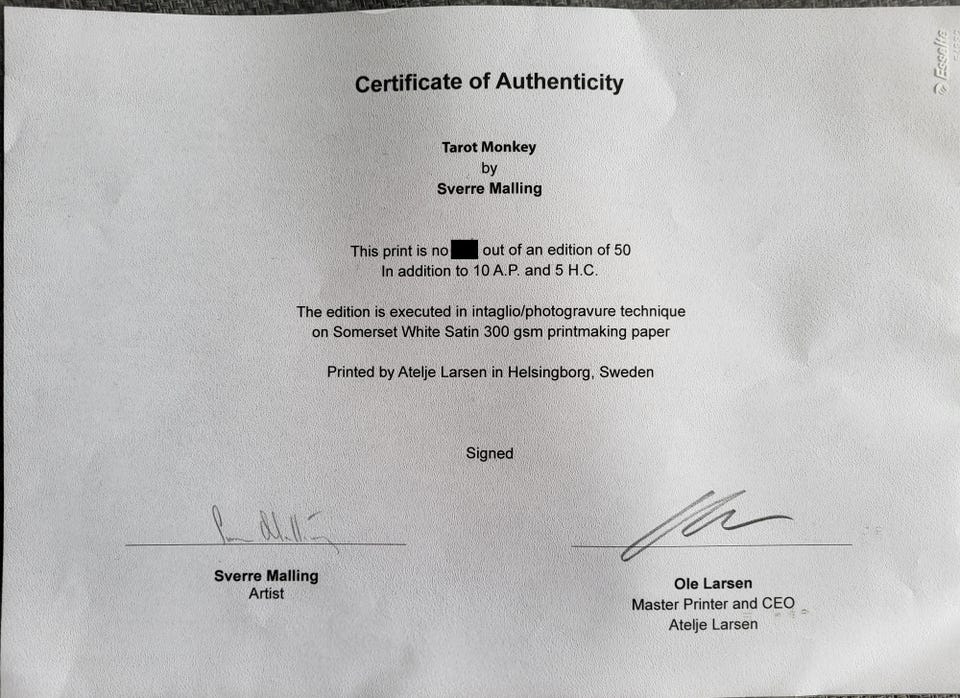 Certificate of Authenticity
Tarot Monkey
by
Sverre Malling
This print is no out of an edition of 50
In addition to 10 A.P. and 5 H.C.
The edition is executed in intaglio/photogravure technique
on Somerset White Satin 300 gsm printmaking paper
Printed by Atelje Larsen in Helsingborg, Sweden
Signed
Sverre Malling
Artist
Ole Larsen
Master Printer and CEO
Atelje Larsen